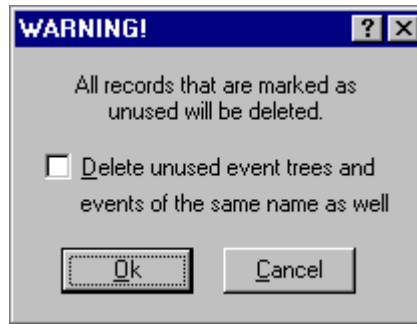 WARNING!
All records that are marked as
unused will be deleted.
Delete unused event trees and
events of the same name as well
Ok
Cancel